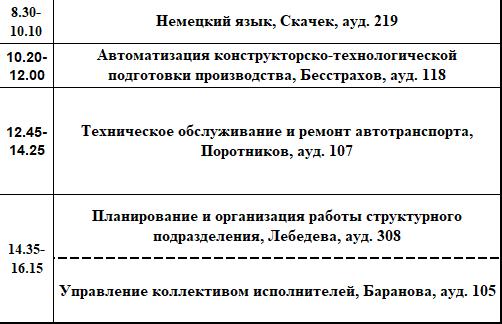 8.30-
10.10
Немецкий язык, Скачек, ауд. 219
10.20-
12.00
Автоматизация конструкторско-технологической
подготовки производства, Бесстрахов, ауд. 118
12.45-
14.25
Техническое обслуживание и ремонт автотранспорта,
Поротников, ауд. 107
14.35-
16.15
Планирование и организация работы структурного
подразделения, Лебедева, ауд. 308
Управление коллективом исполнителей, Баранова, ауд. 105